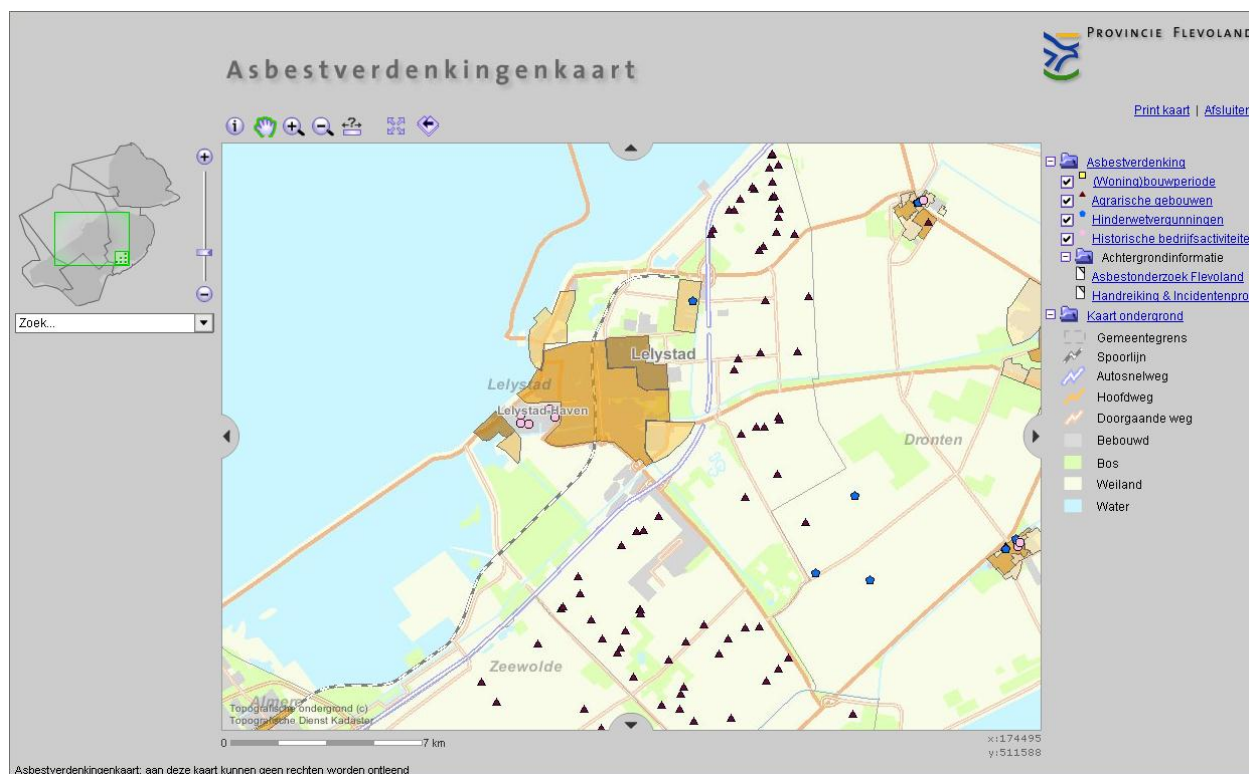 PROVINCIE FLEVOLAND
Asbestverdenkingenkaart
Print kaart | Afsluiten
Zoek...
Asbestverdenking
(Woning)bouwperiode
Agrarische gebouwen
Hinderwetvergunningen
Historische bedrijfsactiviteite
Achtergrondinformatie
Asbestonderzoek Flevoland
Handreiking & Incidentenpro
Kaart ondergrond
Gemeentegrens
Spoorlijn
Autosnelweg
Hoofdweg
Doorgaande weg
Bebouwd
Bos
Weiland
Water
Lelystad
Lelystad
Lelystad-Haven
Dronten
Zeewolde
Almere
Topografische ondergrond (c)
Topografische Dienst Kadaster
0 7 km
x:174495
y:511588
Asbestverdenkingenkaart: aan deze kaart kunnen geen rechten worden ontleend